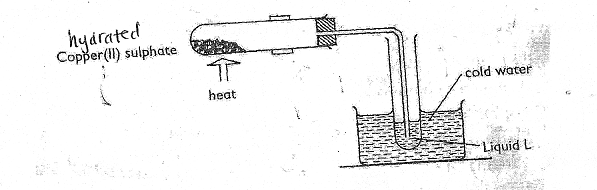 hydrated
Copper(II) sulphate
heat
cold water
Liquid L